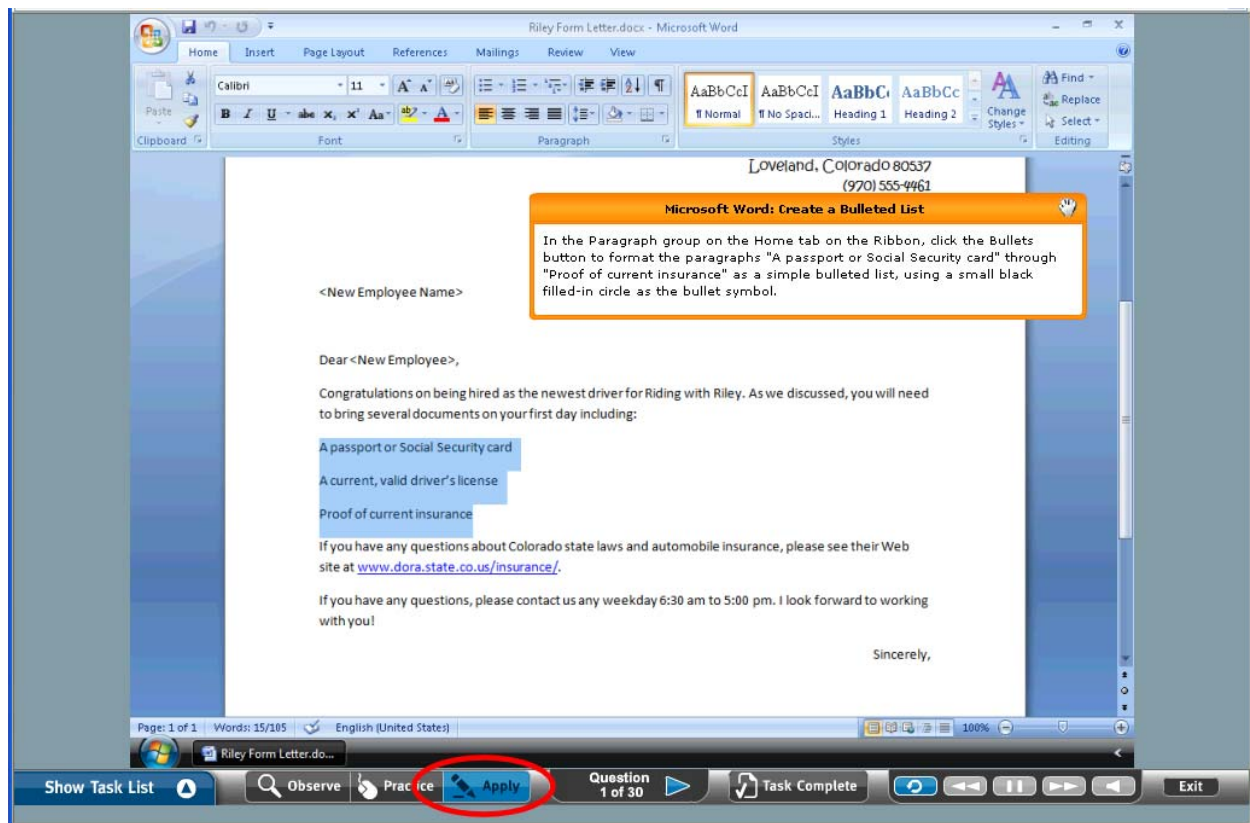 Riley Form Letter.docx - Microsoft Word
Home Insert Page Layout References Mailings Review View
Paste
Calibri 11
B I U abe x, x' Aa A
AaBbCcI AaBbCcI AaBbC AaBbCc
¶ Normal ¶ No Spaci... Heading 1 Heading 2
Change Styles
Find
Replace
Select
Clipboard Font Paragraph Styles Editing
Loveland, Colorado 80537
(970) 555-4461
Microsoft Word: Create a Bulleted List
In the Paragraph group on the Home tab on the Ribbon, click the Bullets
button to format the paragraphs "A passport or Social Security card" through
"Proof of current insurance" as a simple bulleted list, using a small black
filled-in circle as the bullet symbol.
<New Employee Name>
Dear <New Employee>,
Congratulations on being hired as the newest driver for Riding with Riley. As we discussed, you will need
to bring several documents on your first day including:
A passport or Social Security card
A current, valid driver's license
Proof of current insurance
If you have any questions about Colorado state laws and automobile insurance, please see their Web
site at www.dora.state.co.us/insurance/.
If you have any questions, please contact us any weekday 6:30 am to 5:00 pm. I look forward to working
with you!
Sincerely,
Page: 1 of 1 Words: 15/105 English (United States) 100%
Riley Form Letter.do...
Show Task List Observe Practice Apply Question 1 of 30 Task Complete Exit